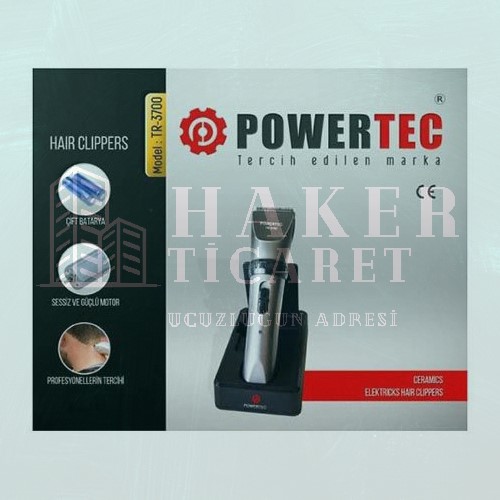 HAIR CLIPPERS
ÇİFT BATARYA
SESSİZ VE GÜÇLÜ MOTOR
PROFESYONELLERİN TERCİHİ
Model : TR-3700
POWERTEC
®
Tercih edilen marka
CE
HAKER
TİCARET
UCUZLUĞUN ADRESİ
POWERTEC
CERAMICS
ELEKTRICKS HAIR CLIPPERS